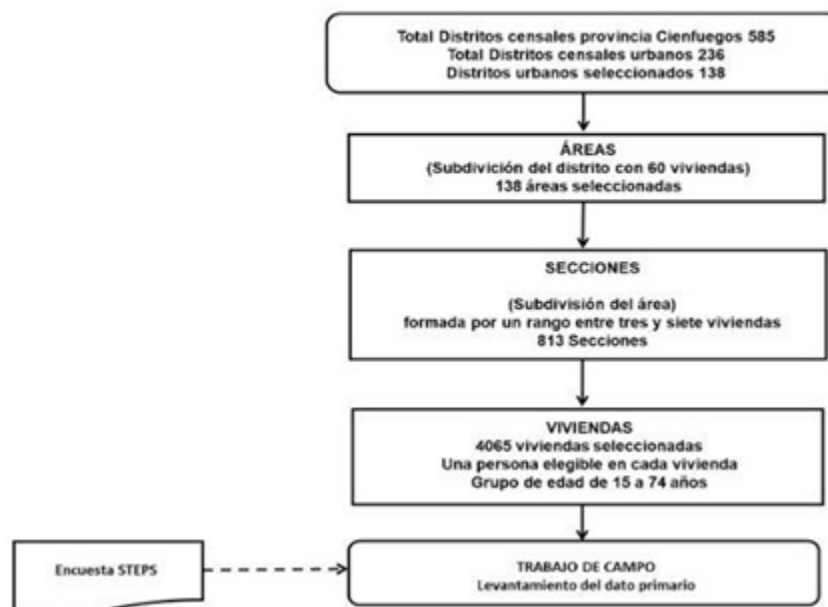 Total Distritos censales provincia Cienfuegos 585
Total Distritos censales urbanos 236
Distritos urbanos seleccionados 138
ÁREAS
(Subdivición del distrito con 60 viviendas)
138 áreas seleccionadas
SECCIONES
(Subdivisión del área)
formada por un rango entre tres y siete viviendas
813 Secciones
VIVIENDAS
4065 viviendas seleccionadas
Una persona elegible en cada vivienda
Grupo de edad de 15 a 74 años
Encuesta STEPS
TRABAJO DE CAMPO
Levantamiento del dato primario